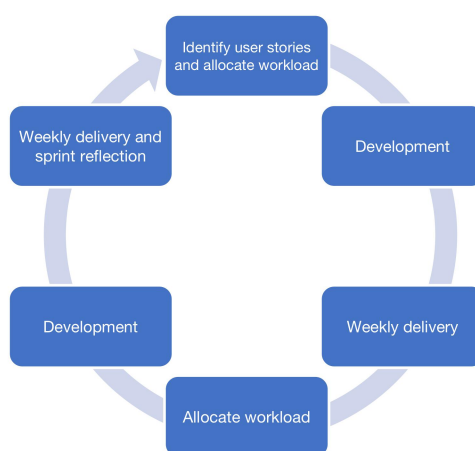 Identify user stories
and allocate workload
Development
Weekly delivery
Allocate workload
Development
Weekly delivery and
sprint reflection